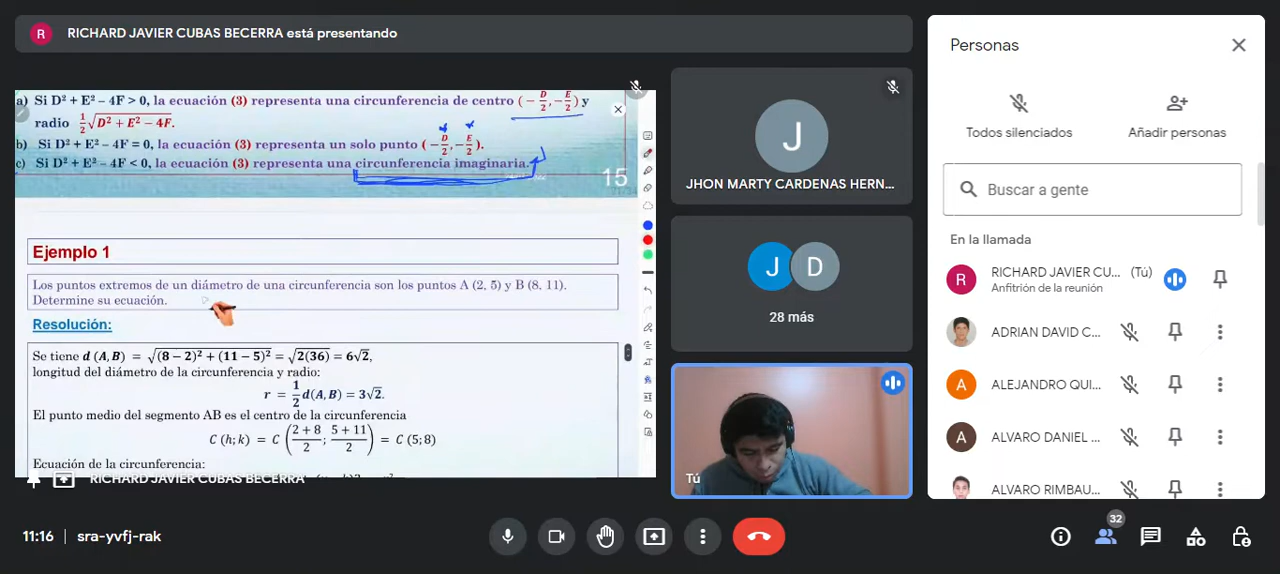 R RICHARD JAVIER CUBAS BECERRA está presentando
a) Si D² + E² – 4F > 0, la ecuación (3) representa una circunferencia de centro (– D/2, – E/2) y
radio ½√(D² + E² – 4F).
b) Si D² + E² – 4F = 0, la ecuación (3) representa un solo punto (– D/2, – E/2).
c) Si D² + E² – 4F < 0, la ecuación (3) representa una circunferencia imaginaria.
15
Ejemplo 1
Los puntos extremos de un diámetro de una circunferencia son los puntos A (2, 5) y B (8, 11).
Determine su ecuación.
Resolución:
Se tiene d (A, B) = √((8 – 2)² + (11 – 5)²) = √(2(36)) = 6√2,
longitud del diámetro de la circunferencia y radio:
r = ½ d(A, B) = 3√2.
El punto medio del segmento AB es el centro de la circunferencia
C (h; k) = C ((2 + 8)/2 ; (5 + 11)/2) = C (5; 8)
Ecuación de la circunferencia:
RICHARD JAVIER CUBAS BECERRA
J
JHON MARTY CARDENAS HERN...
J D
28 más
Tú
Personas
Todos silenciados
Añadir personas
Buscar a gente
En la llamada
R RICHARD JAVIER CU... (Tú)
Anfitrión de la reunión
ADRIAN DAVID C...
A ALEJANDRO QUI...
A ALVARO DANIEL ...
ALVARO RIMBAU...
11:16 | sra-yvfj-rak
32